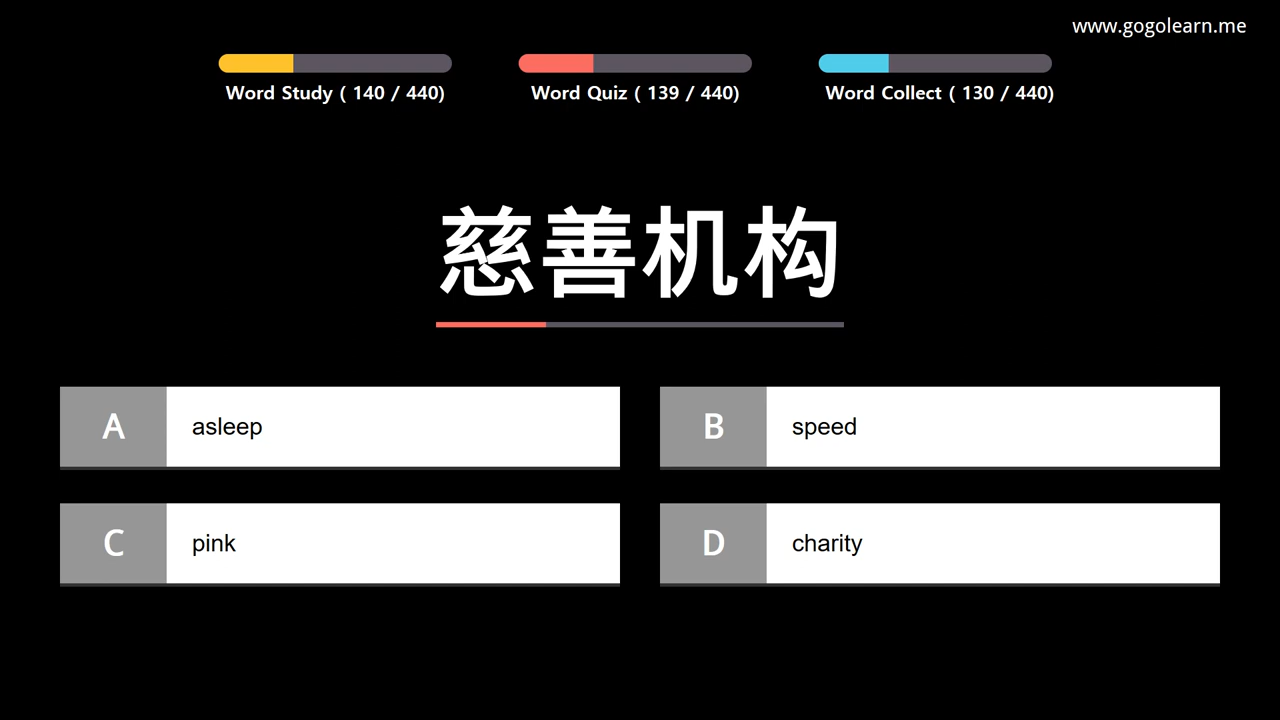 www.gogolearn.me
Word Study ( 140 / 440)
Word Quiz ( 139 / 440)
Word Collect ( 130 / 440)
慈善机构
A asleep
B speed
C pink
D charity